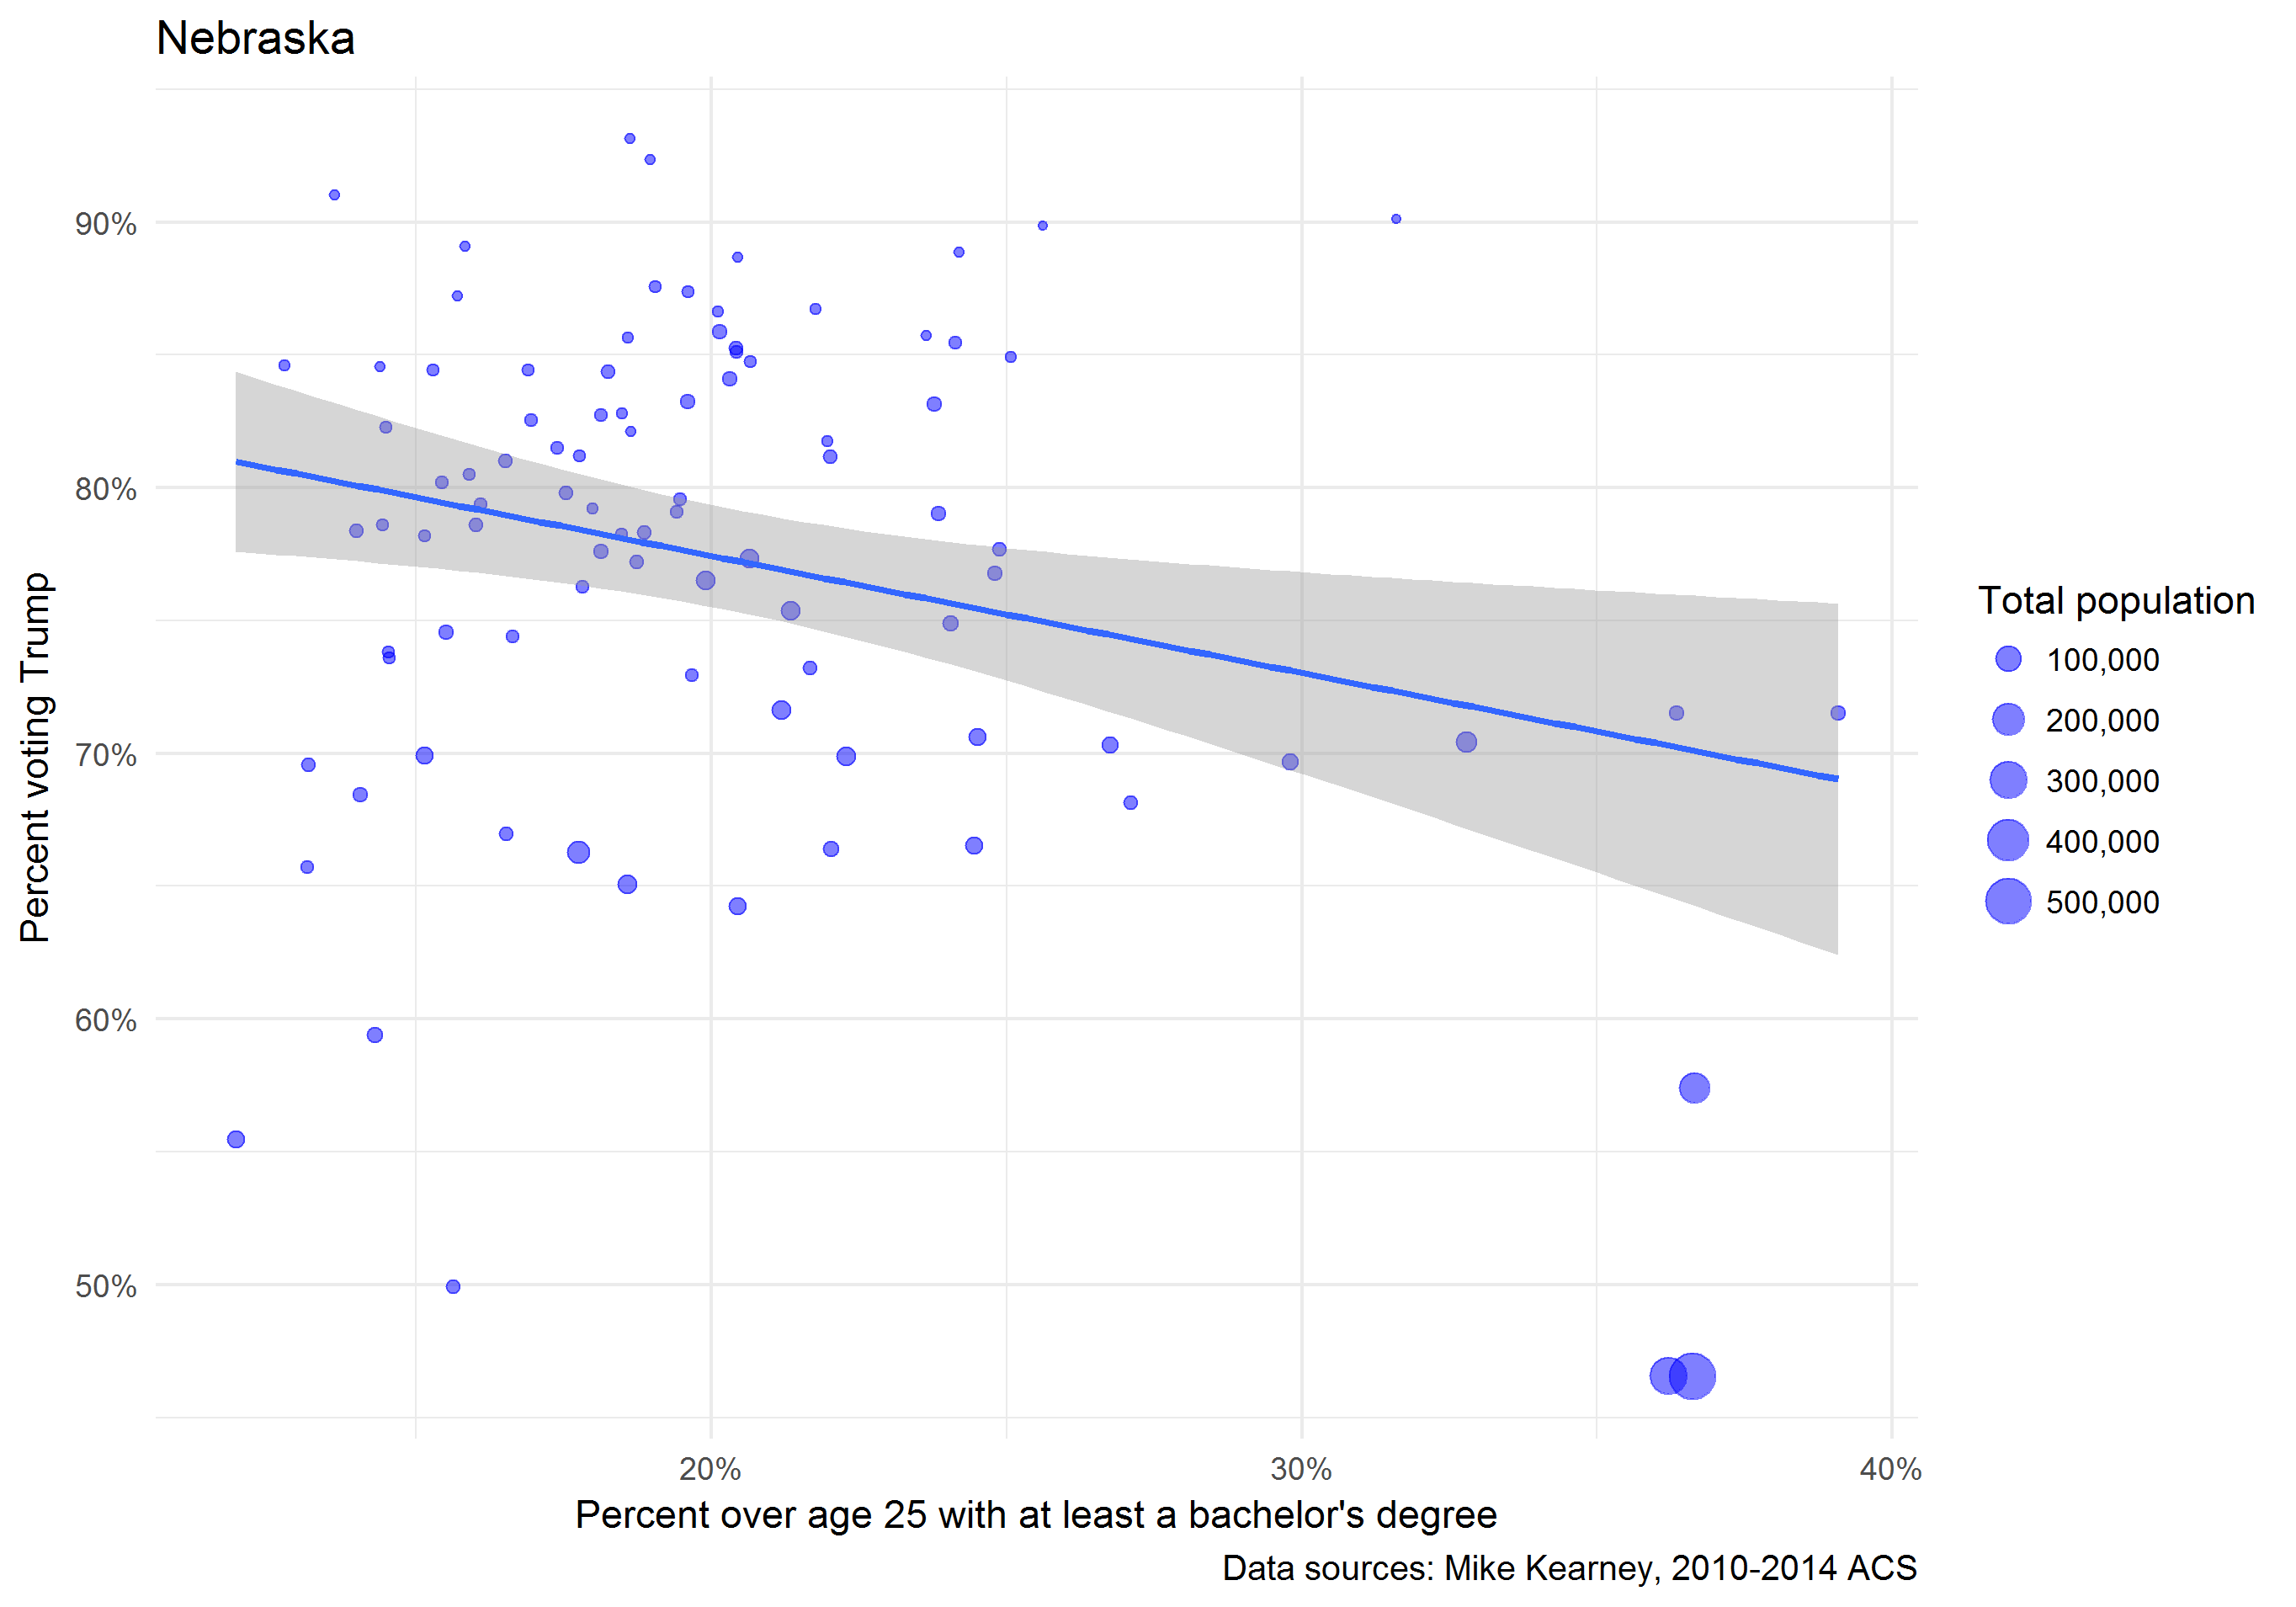 Nebraska
90%
80%
70%
60%
50%
Percent voting Trump
20%
30%
40%
Percent over age 25 with at least a bachelor's degree
Data sources: Mike Kearney, 2010-2014 ACS
Total population
100,000
200,000
300,000
400,000
500,000